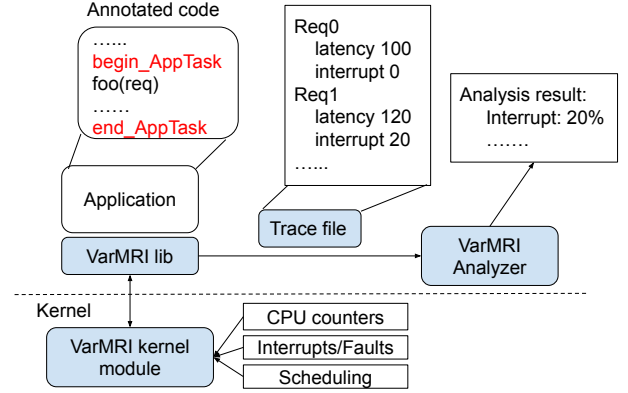 Annotated code
…...
begin_AppTask
foo(req)
…...
end_AppTask
Application
VarMRI lib
Req0
latency 100
interrupt 0
Req1
latency 120
interrupt 20
…...
Trace file
Analysis result:
Interrupt: 20%
…….
VarMRI
Analyzer
Kernel
VarMRI kernel
module
CPU counters
Interrupts/Faults
Scheduling